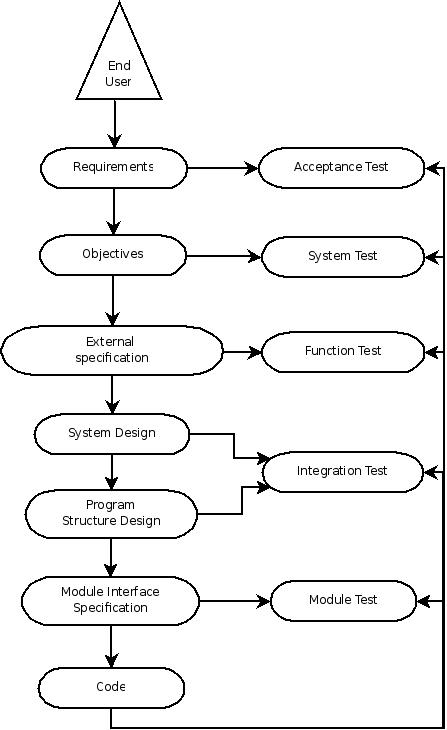 End
User
Requirements
Acceptance Test
Objectives
System Test
External
specification
Function Test
System Design
Integration Test
Program
Structure Design
Module Interface
Specification
Module Test
Code